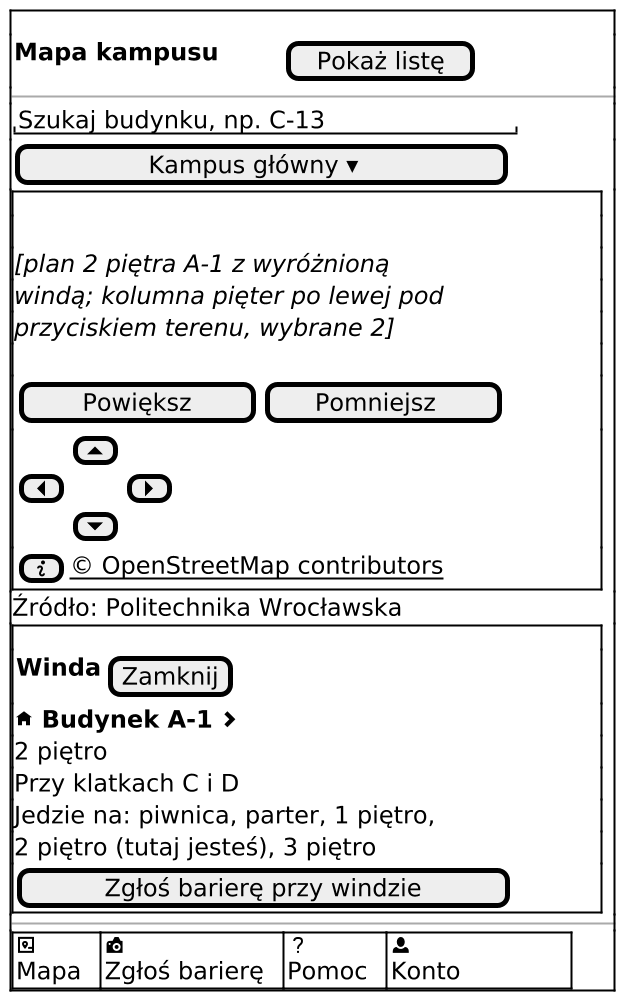 Mapa kampusu
Pokaż listę
Szukaj budynku, np. C-13
Kampus główny ▾
[plan 2 piętra A-1 z wyróżnioną
windą; kolumna pięter po lewej pod
przyciskiem terenu, wybrane 2]
Powiększ
Pomniejsz
© OpenStreetMap contributors
Źródło: Politechnika Wrocławska
Winda
Zamknij
Budynek A-1
2 piętro
Przy klatkach C i D
Jedzie na: piwnica, parter, 1 piętro,
2 piętro (tutaj jesteś), 3 piętro
Zgłoś barierę przy windzie
Mapa
Zgłoś barierę
?
Pomoc
Konto